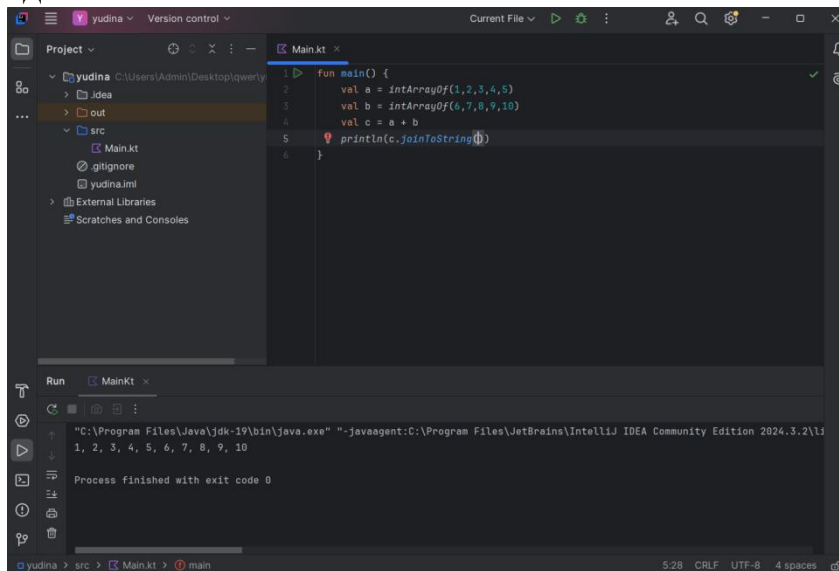 yudina
Version control
Current File
Project
Main.kt
yudina C:\Users\Admin\Desktop\qwer\y
.idea
out
src
Main.kt
.gitignore
yudina.iml
External Libraries
Scratches and Consoles
1 fun main() {
2 val a = intArrayOf(1,2,3,4,5)
3 val b = intArrayOf(6,7,8,9,10)
4 val c = a + b
5 println(c.joinToString())
6 }
Run
MainKt
"C:\Program Files\Java\jdk-19\bin\java.exe" "-javaagent:C:\Program Files\JetBrains\IntelliJ IDEA Community Edition 2024.3.2\li
1, 2, 3, 4, 5, 6, 7, 8, 9, 10
Process finished with exit code 0
yudina > src > Main.kt > main
5:28 CRLF UTF-8 4 spaces